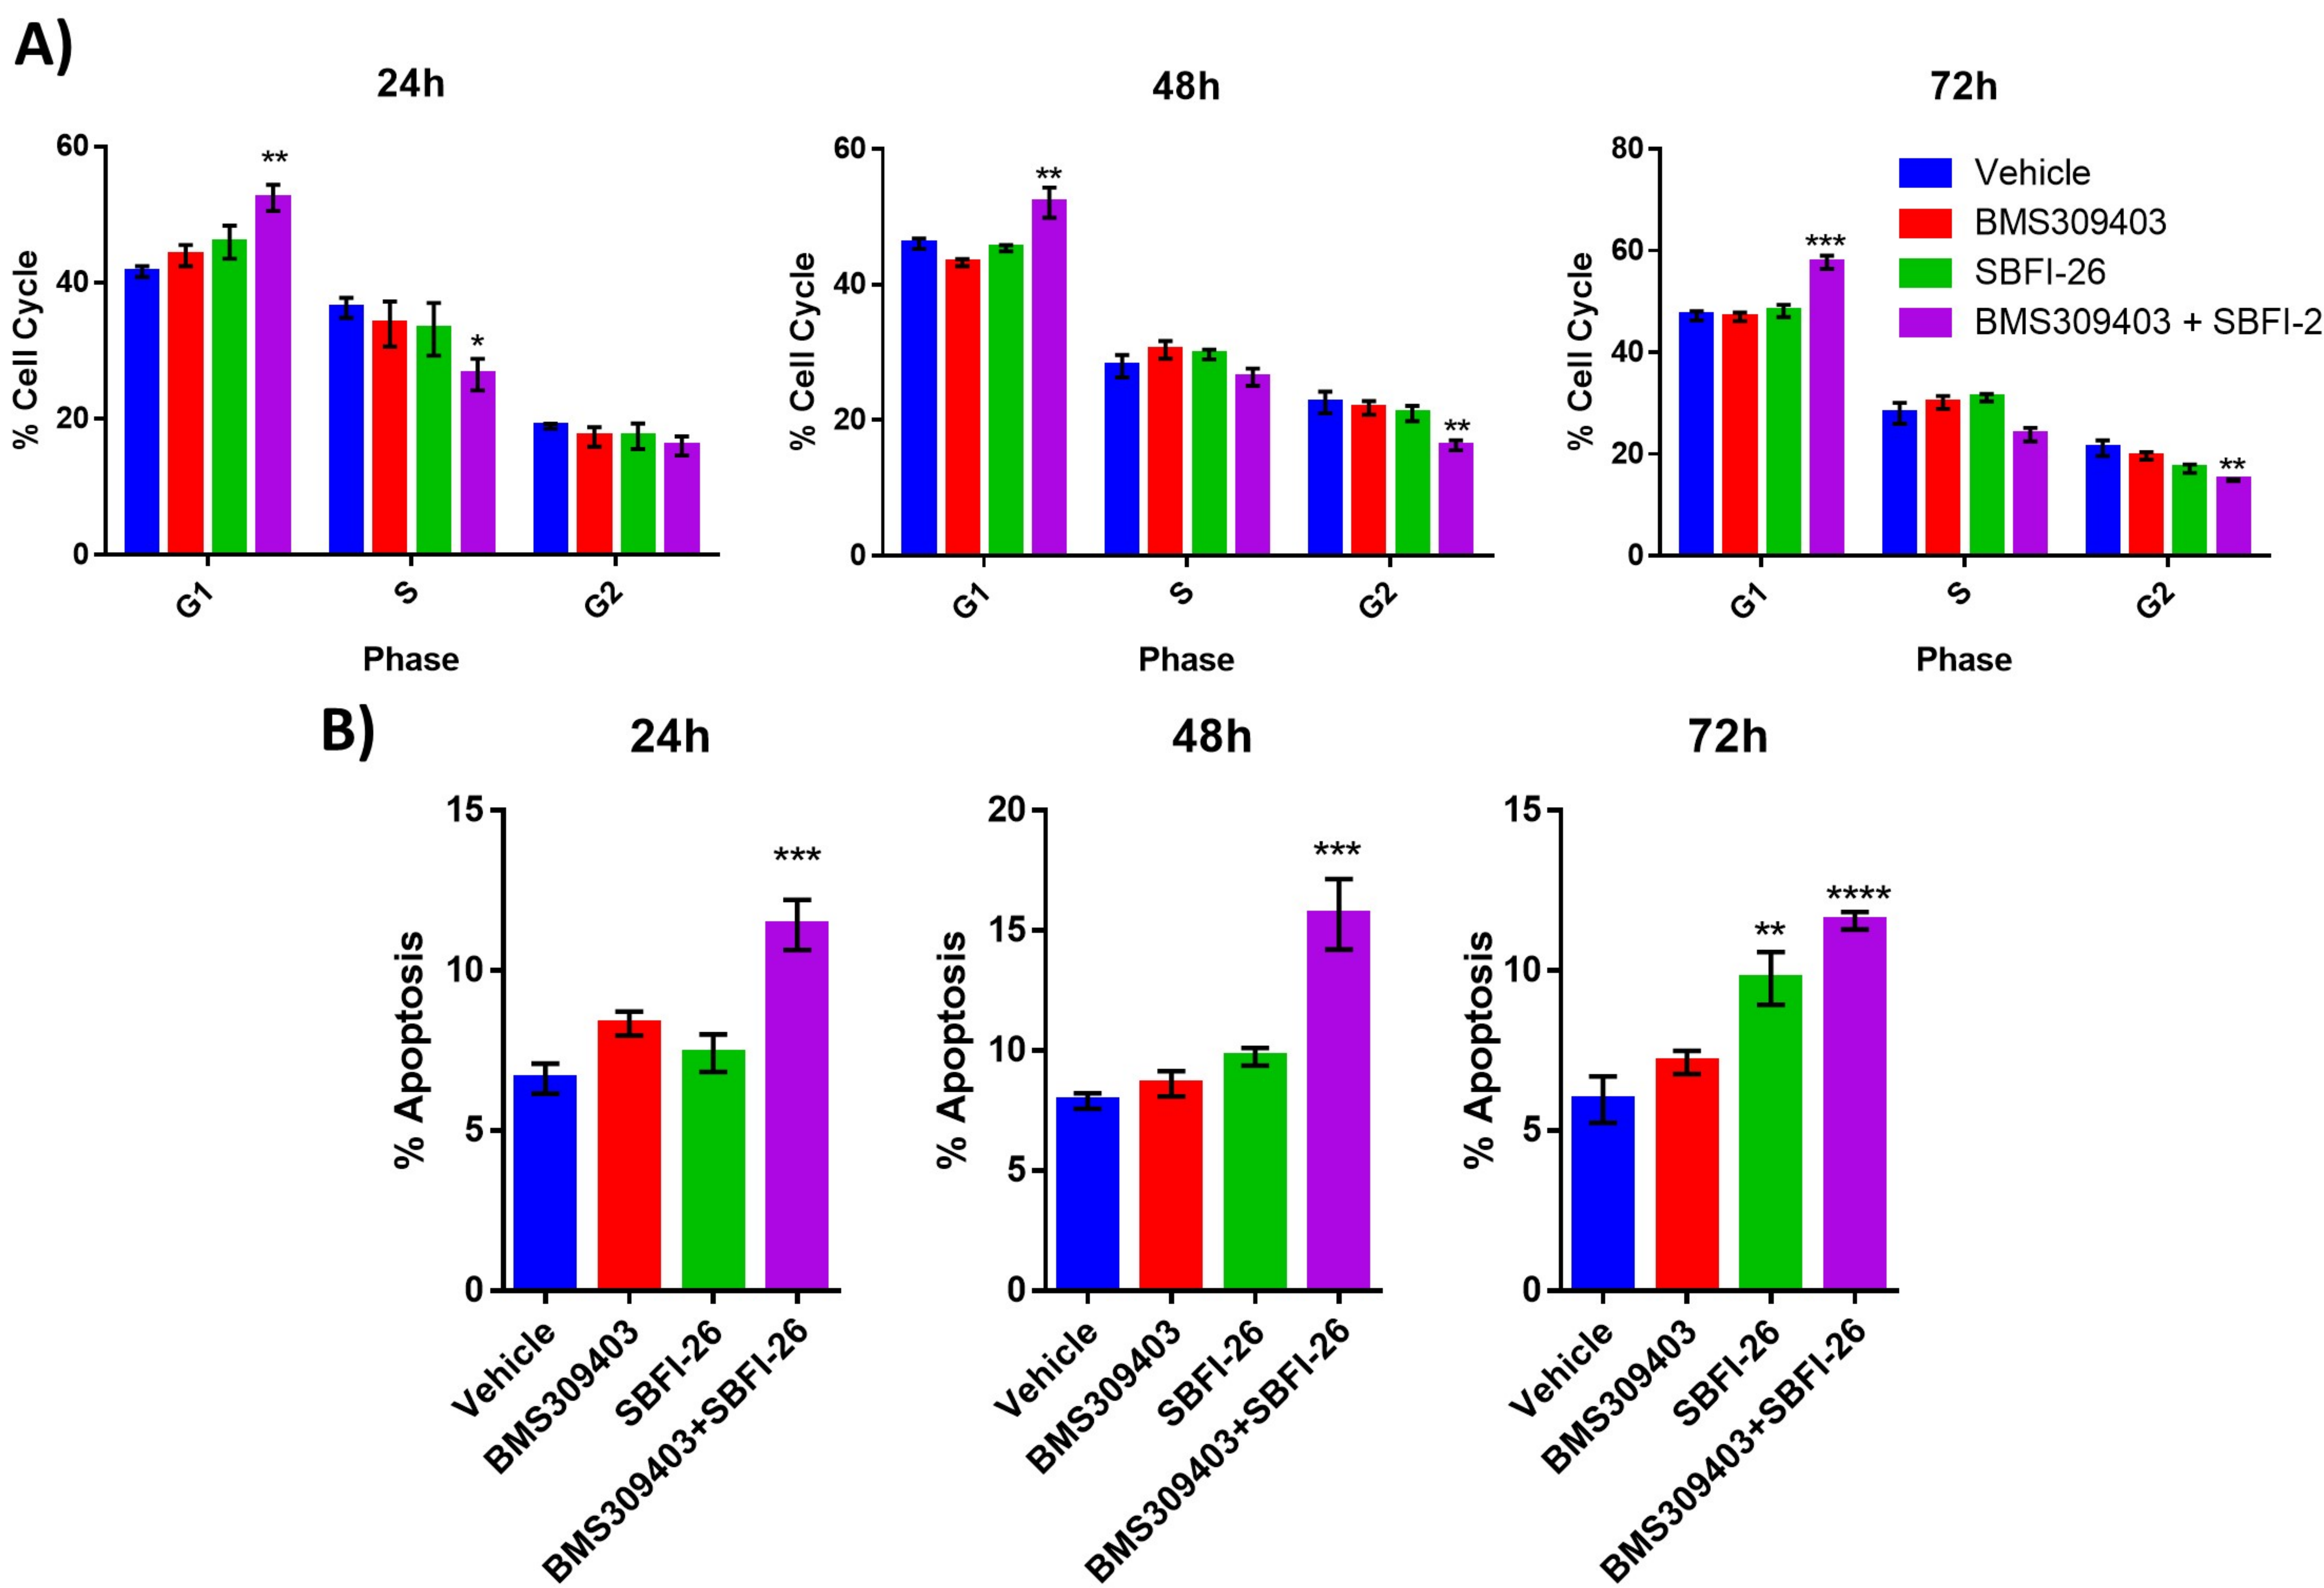 A)
24h
48h
72h
60
40
20
0
% Cell Cycle
**
*
G1
S
G2
Phase
60
40
20
0
% Cell Cycle
**
**
G1
S
G2
Phase
80
60
40
20
0
% Cell Cycle
***
**
G1
S
G2
Phase
Vehicle
BMS309403
SBFI-26
BMS309403 + SBFI-2
B)
24h
48h
72h
15
10
5
0
% Apoptosis
***
Vehicle
BMS309403
SBFI-26
BMS309403+SBFI-26
20
15
10
5
0
% Apoptosis
***
Vehicle
BMS309403
SBFI-26
BMS309403+SBFI-26
15
10
5
0
% Apoptosis
**
****
Vehicle
BMS309403
SBFI-26
BMS309403+SBFI-26